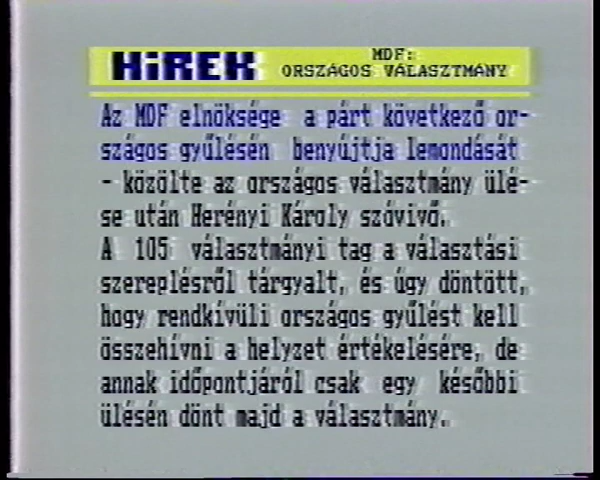 HíREK
MDF:
ORSZÁGOS VÁLASZTMÁNY
Az MDF elnöksége a párt következő or-
szágos gyűlésén benyújtja lemondását
- közölte az országos választmány ülé-
se után Herényi Károly szóvivő.
A 105 választmányi tag a választási
szereplésről tárgyalt, és úgy döntött,
hogy rendkívüli országos gyűlést kell
összehívni a helyzet értékelésére, de
annak időpontjáról csak egy későbbi
ülésén dönt majd a választmány.